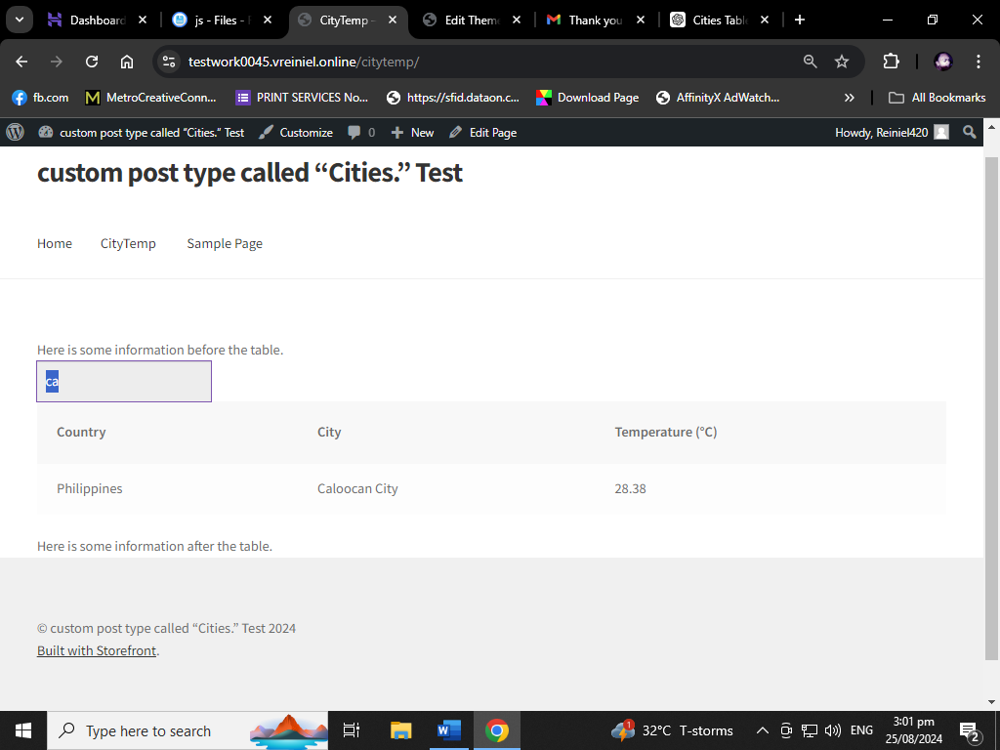 Dashboard
js - Files - F
CityTemp -
Edit Theme
Thank you
Cities Table
testwork0045.vreiniel.online/citytemp/
fb.com
MetroCreativeConn...
PRINT SERVICES No...
https://sfid.dataon.c...
Download Page
AffinityX AdWatch...
All Bookmarks
custom post type called “Cities.” Test
Customize
0
New
Edit Page
Howdy, Reiniel420
custom post type called “Cities.” Test
Home CityTemp Sample Page
Here is some information before the table.
ca
Country City Temperature (°C)
Philippines Caloocan City 28.38
Here is some information after the table.
© custom post type called “Cities.” Test 2024
Built with Storefront.
Type here to search
1
32°C T-storms
ENG
3:01 pm
25/08/2024
2